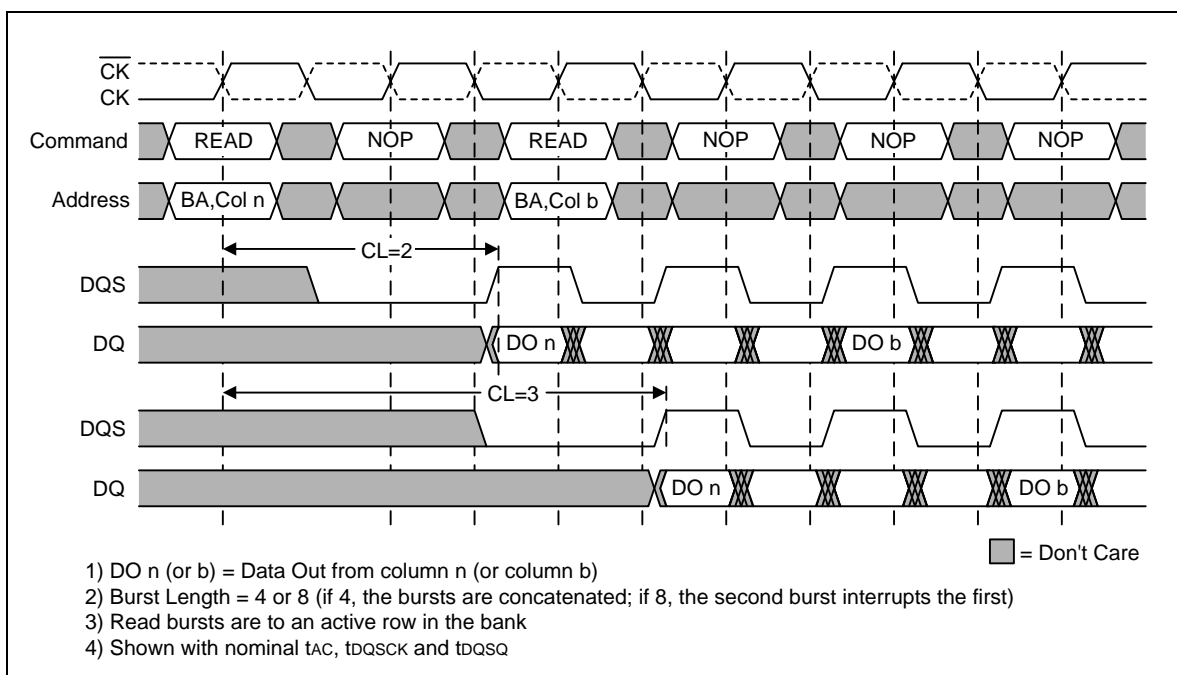 CK
CK
Command READ NOP READ NOP NOP NOP
Address BA,Col n BA,Col b
CL=2
DQS
DQ DO n DO b
CL=3
DQS
DQ DO n DO b
= Don't Care
1) DO n (or b) = Data Out from column n (or column b)
2) Burst Length = 4 or 8 (if 4, the bursts are concatenated; if 8, the second burst interrupts the first)
3) Read bursts are to an active row in the bank
4) Shown with nominal tAC, tDQSCK and tDQSQ